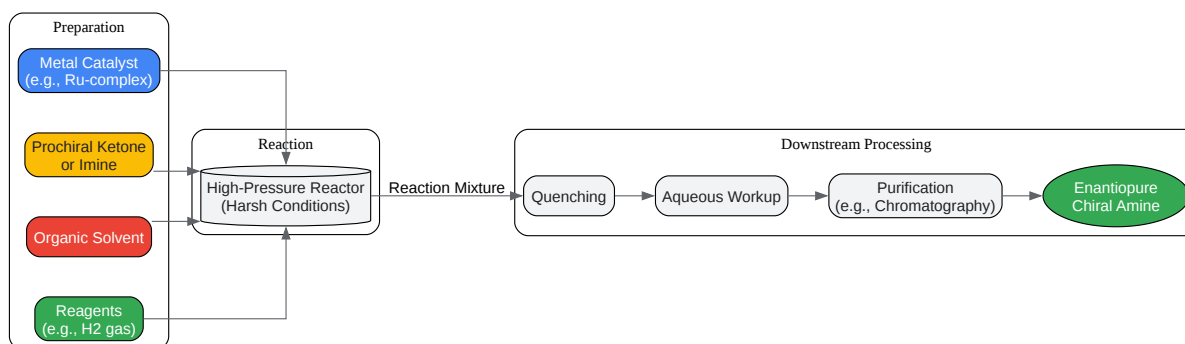 Preparation
Metal Catalyst
(e.g., Ru-complex)
Prochiral Ketone
or Imine
Organic Solvent
Reagents
(e.g., H2 gas)
Reaction
High-Pressure Reactor
(Harsh Conditions)
Reaction Mixture
Downstream Processing
Quenching
Aqueous Workup
Purification
(e.g., Chromatography)
Enantiopure
Chiral Amine